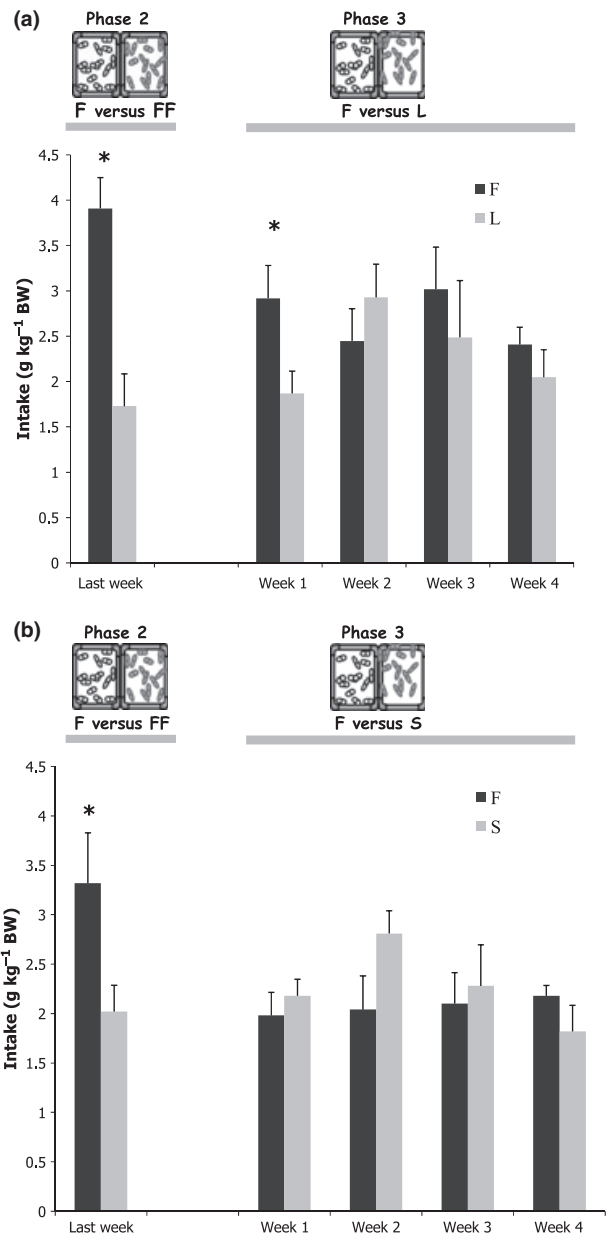 (a)
Phase 2
Phase 3
F versus FF
F versus L
4.5
4
3.5
3
2.5
2
1.5
1
0.5
0
Intake (g kg⁻¹ BW)
*
*
F
L
Last week
Week 1
Week 2
Week 3
Week 4
(b)
Phase 2
Phase 3
F versus FF
F versus S
4.5
4
3.5
3
2.5
2
1.5
1
0.5
0
Intake (g kg⁻¹ BW)
*
F
S
Last week
Week 1
Week 2
Week 3
Week 4